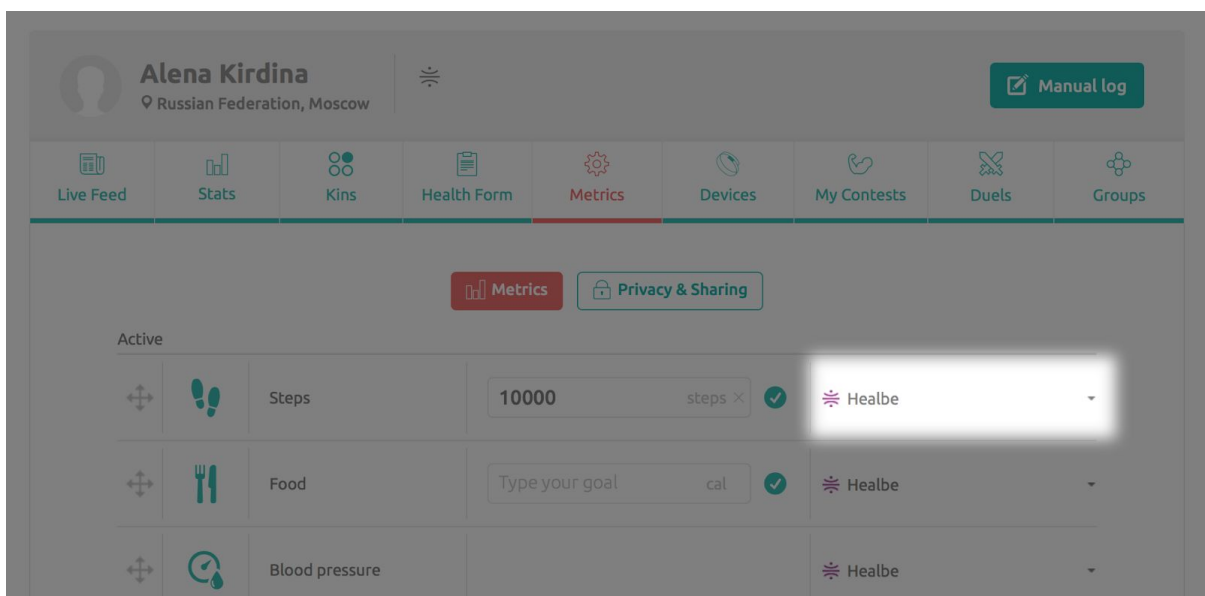 Alena Kirdina
Russian Federation, Moscow
Manual log
Live Feed Stats Kins Health Form Metrics Devices My Contests Duels Groups
Metrics Privacy & Sharing
Active
Steps 10000 steps Healbe
Food Type your goal cal Healbe
Blood pressure Healbe